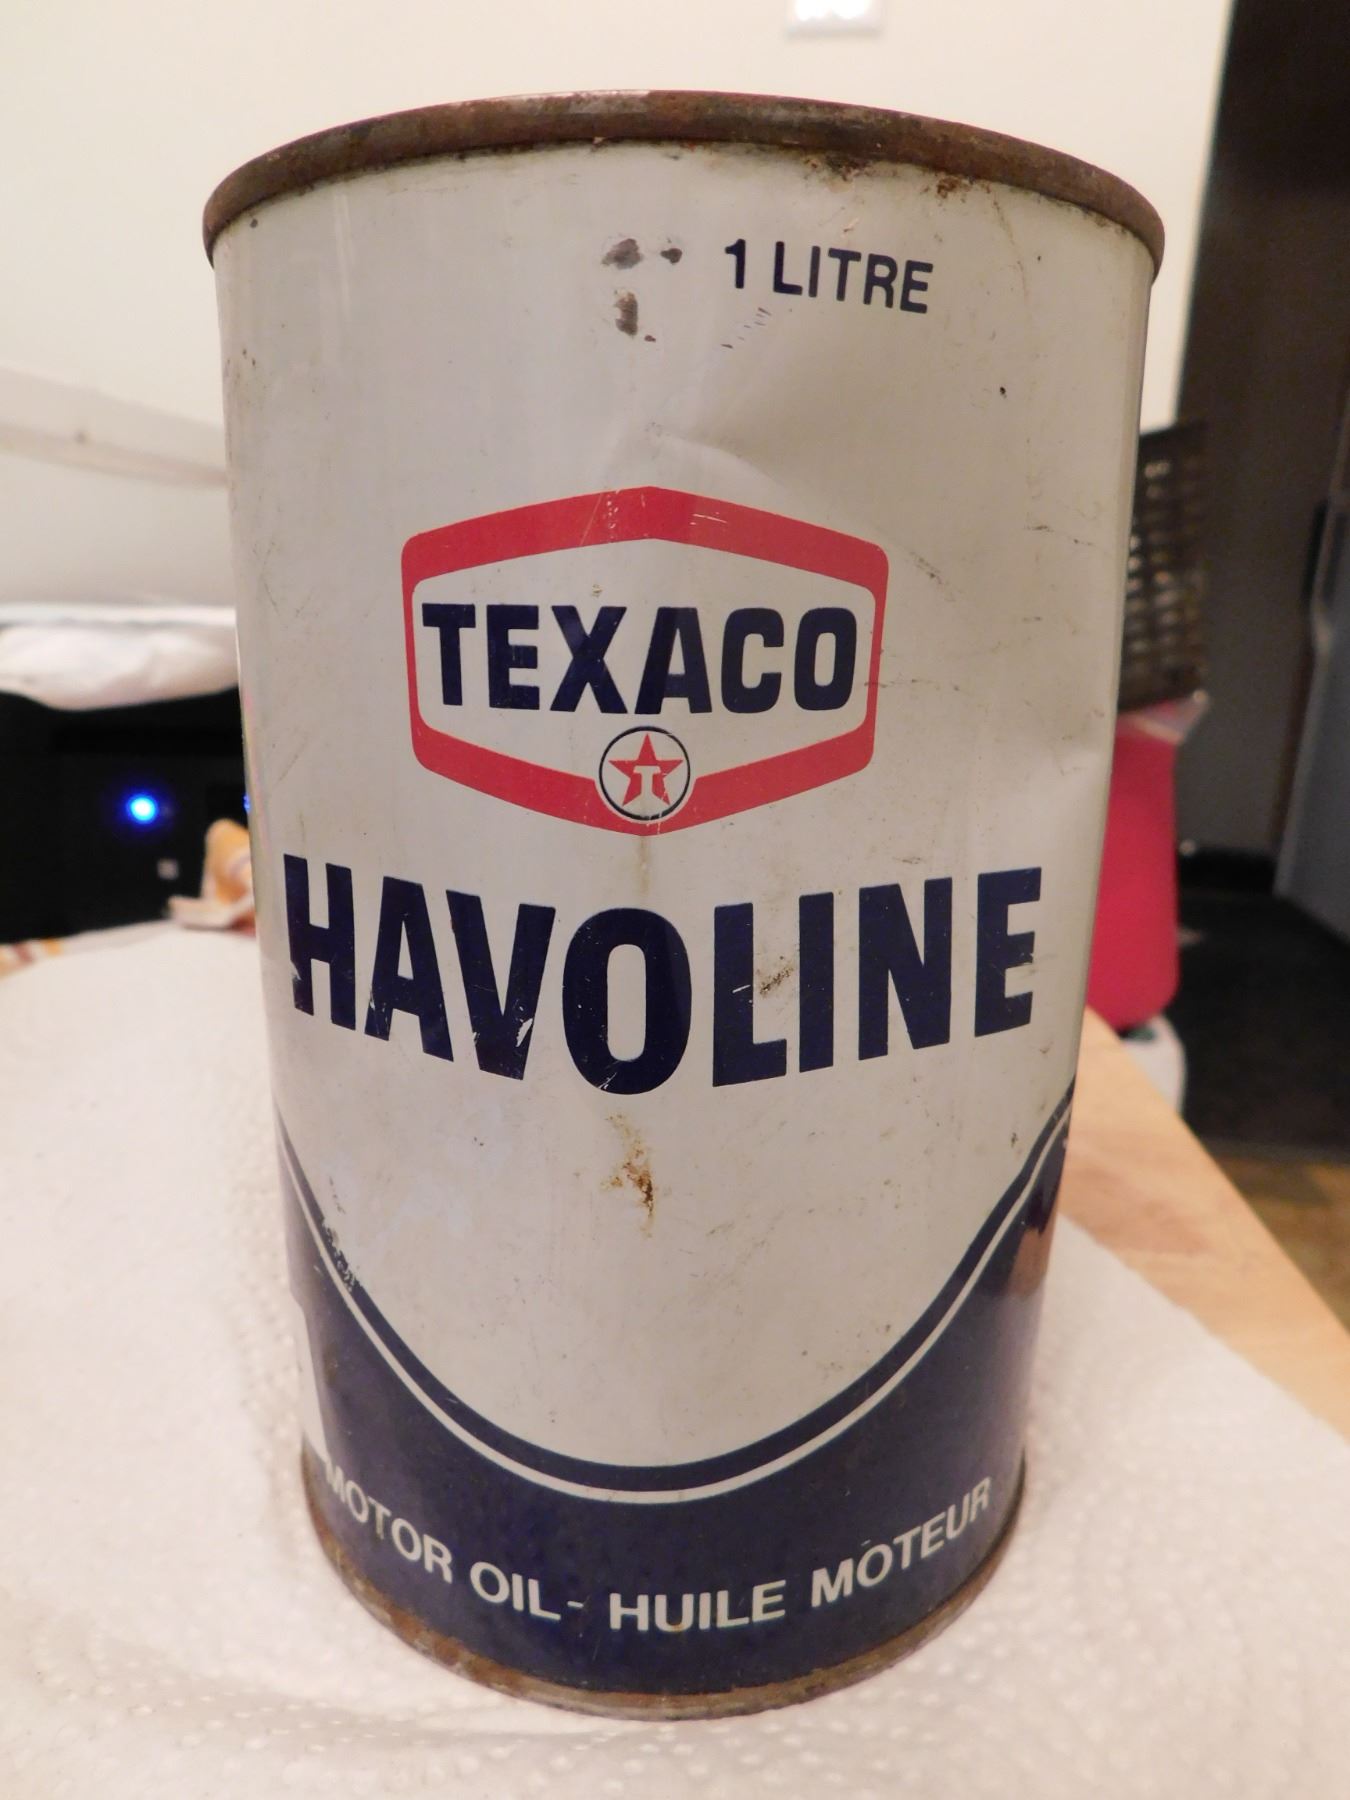 1 LITRE
TEXACO
T
HAVOLINE
MOTOR OIL - HUILE MOTEUR